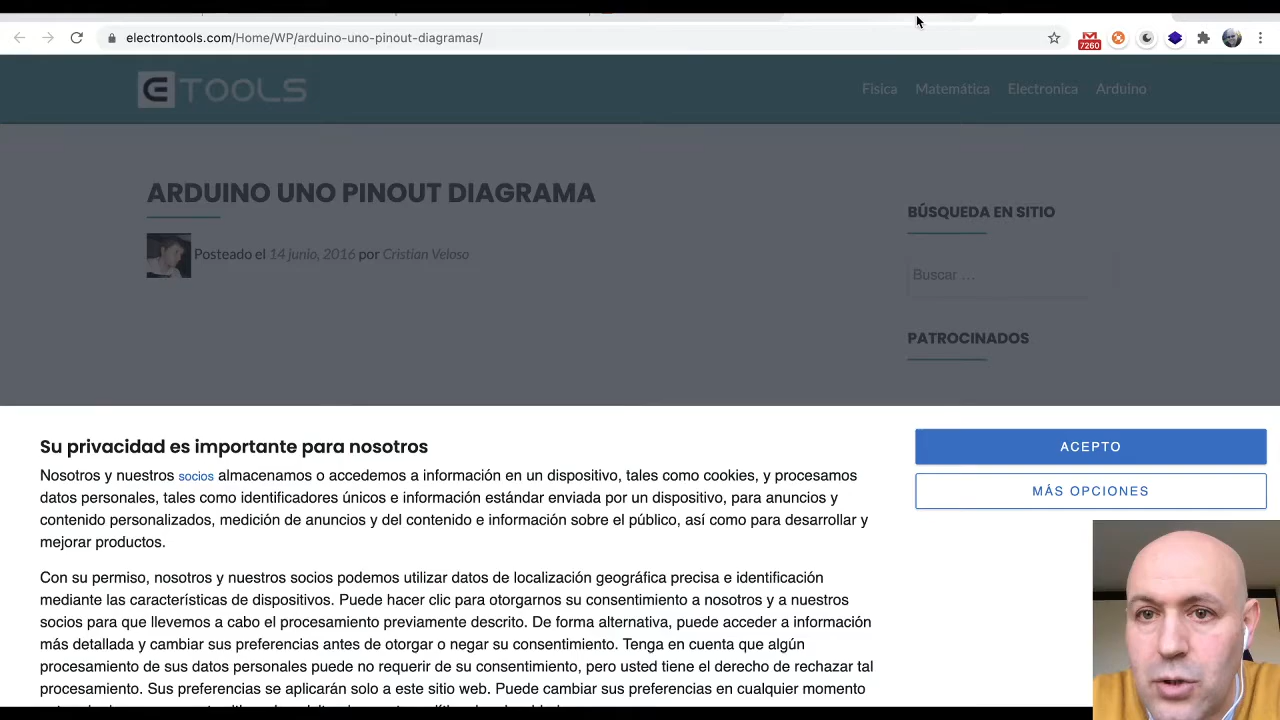 electrontools.com/Home/WP/arduino-uno-pinout-diagramas/
7260
TOOLS
Fisica Matemática Electronica Arduino
ARDUINO UNO PINOUT DIAGRAMA
BÚSQUEDA EN SITIO
Posteado el 14 junio, 2016 por Cristian Veloso
Buscar …
PATROCINADOS
Su privacidad es importante para nosotros
Nosotros y nuestros socios almacenamos o accedemos a información en un dispositivo, tales como cookies, y procesamos
datos personales, tales como identificadores únicos e información estándar enviada por un dispositivo, para anuncios y
contenido personalizados, medición de anuncios y del contenido e información sobre el público, así como para desarrollar y
mejorar productos.
ACEPTO
MÁS OPCIONES
Con su permiso, nosotros y nuestros socios podemos utilizar datos de localización geográfica precisa e identificación
mediante las características de dispositivos. Puede hacer clic para otorgarnos su consentimiento a nosotros y a nuestros
socios para que llevemos a cabo el procesamiento previamente descrito. De forma alternativa, puede acceder a información
más detallada y cambiar sus preferencias antes de otorgar o negar su consentimiento. Tenga en cuenta que algún
procesamiento de sus datos personales puede no requerir de su consentimiento, pero usted tiene el derecho de rechazar tal
procesamiento. Sus preferencias se aplicarán solo a este sitio web. Puede cambiar sus preferencias en cualquier momento